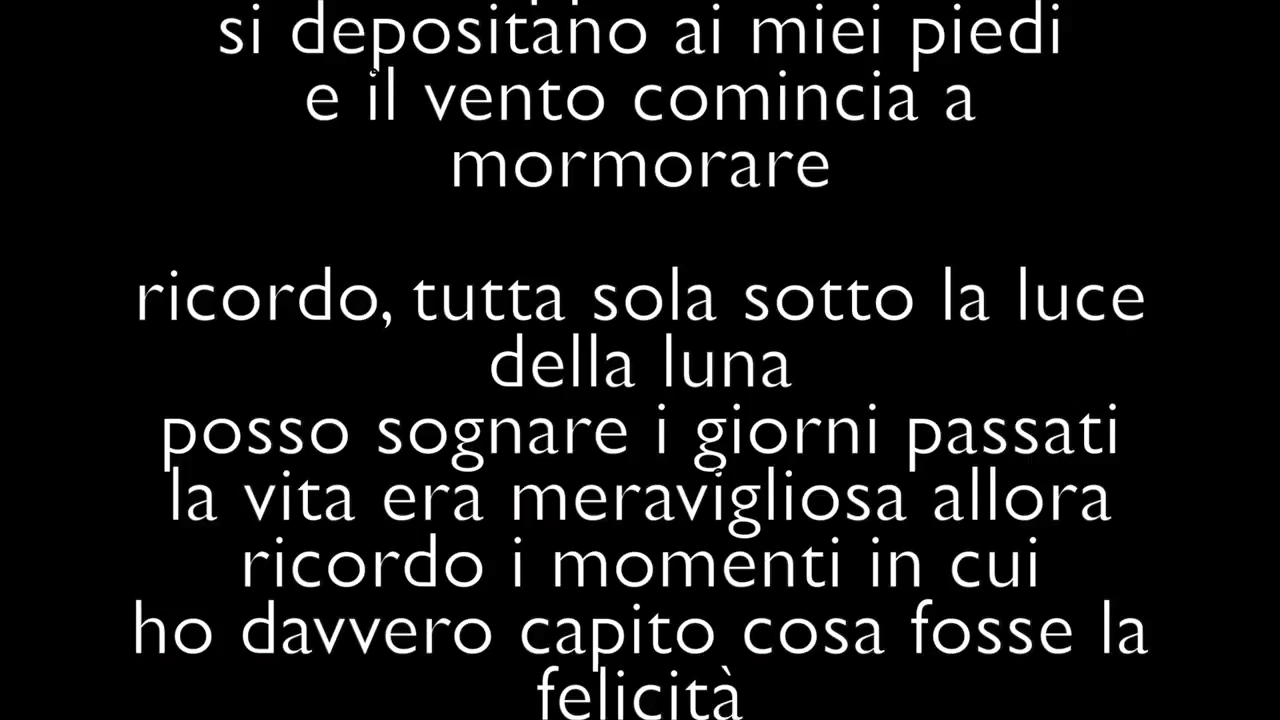 si depositano ai miei piedi
e il vento comincia a
mormorare
ricordo, tutta sola sotto la luce
della luna
posso sognare i giorni passati
la vita era meravigliosa allora
ricordo i momenti in cui
ho davvero capito cosa fosse la
felicità